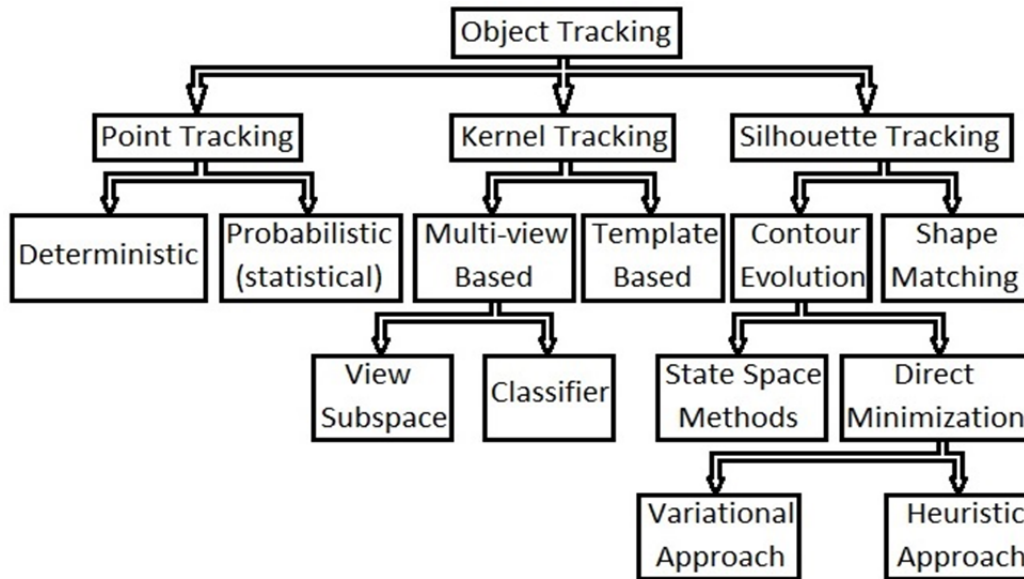 Object Tracking
Point Tracking
Kernel Tracking
Silhouette Tracking
Deterministic
Probabilistic
(statistical)
Multi-view
Based
Template
Based
Contour
Evolution
Shape
Matching
View
Subspace
Classifier
State Space
Methods
Direct
Minimization
Variational
Approach
Heuristic
Approach